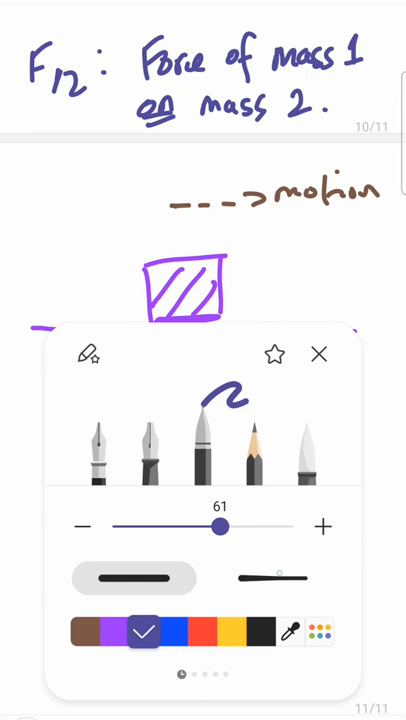 F12: Force of mass 1
on mass 2.
10/11
---> motion
61
11/11